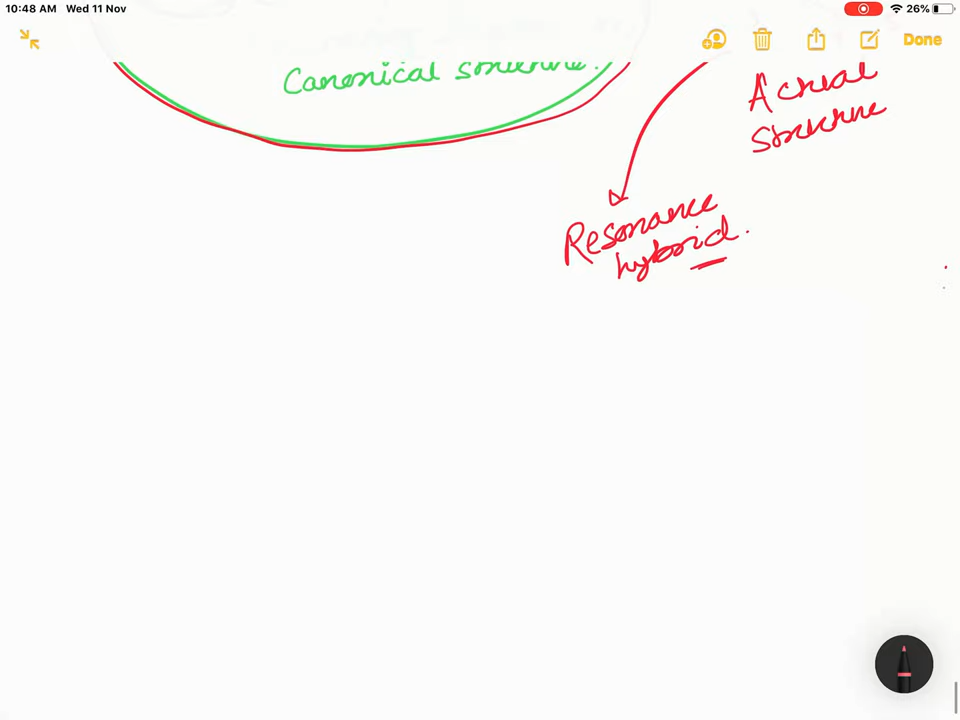 10:48 AM Wed 11 Nov
26%
Done
Canonical structure.
Actual
structure
Resonance
hybrid.